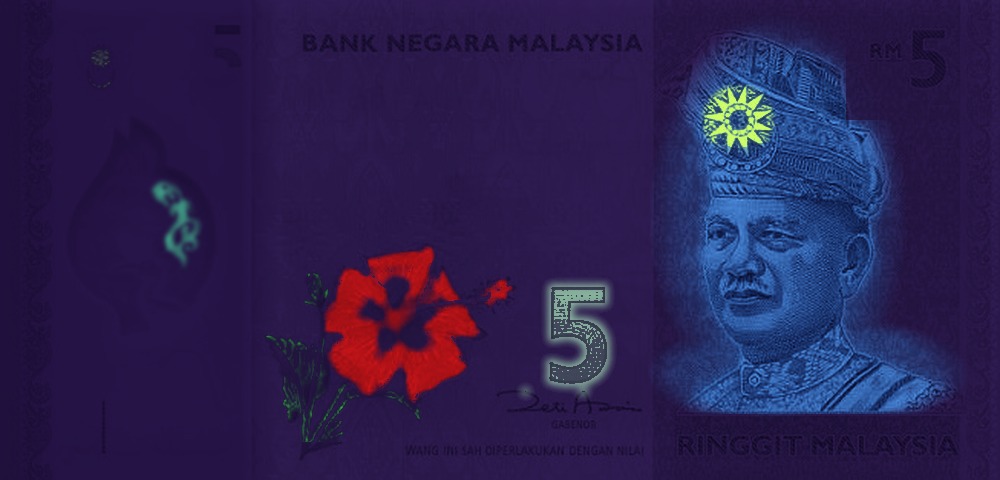 BANK NEGARA MALAYSIA
RM 5
5
GABENOR
WANG INI SAH DIPERLAKUKAN DENGAN NILAI
RINGGIT MALAYSIA